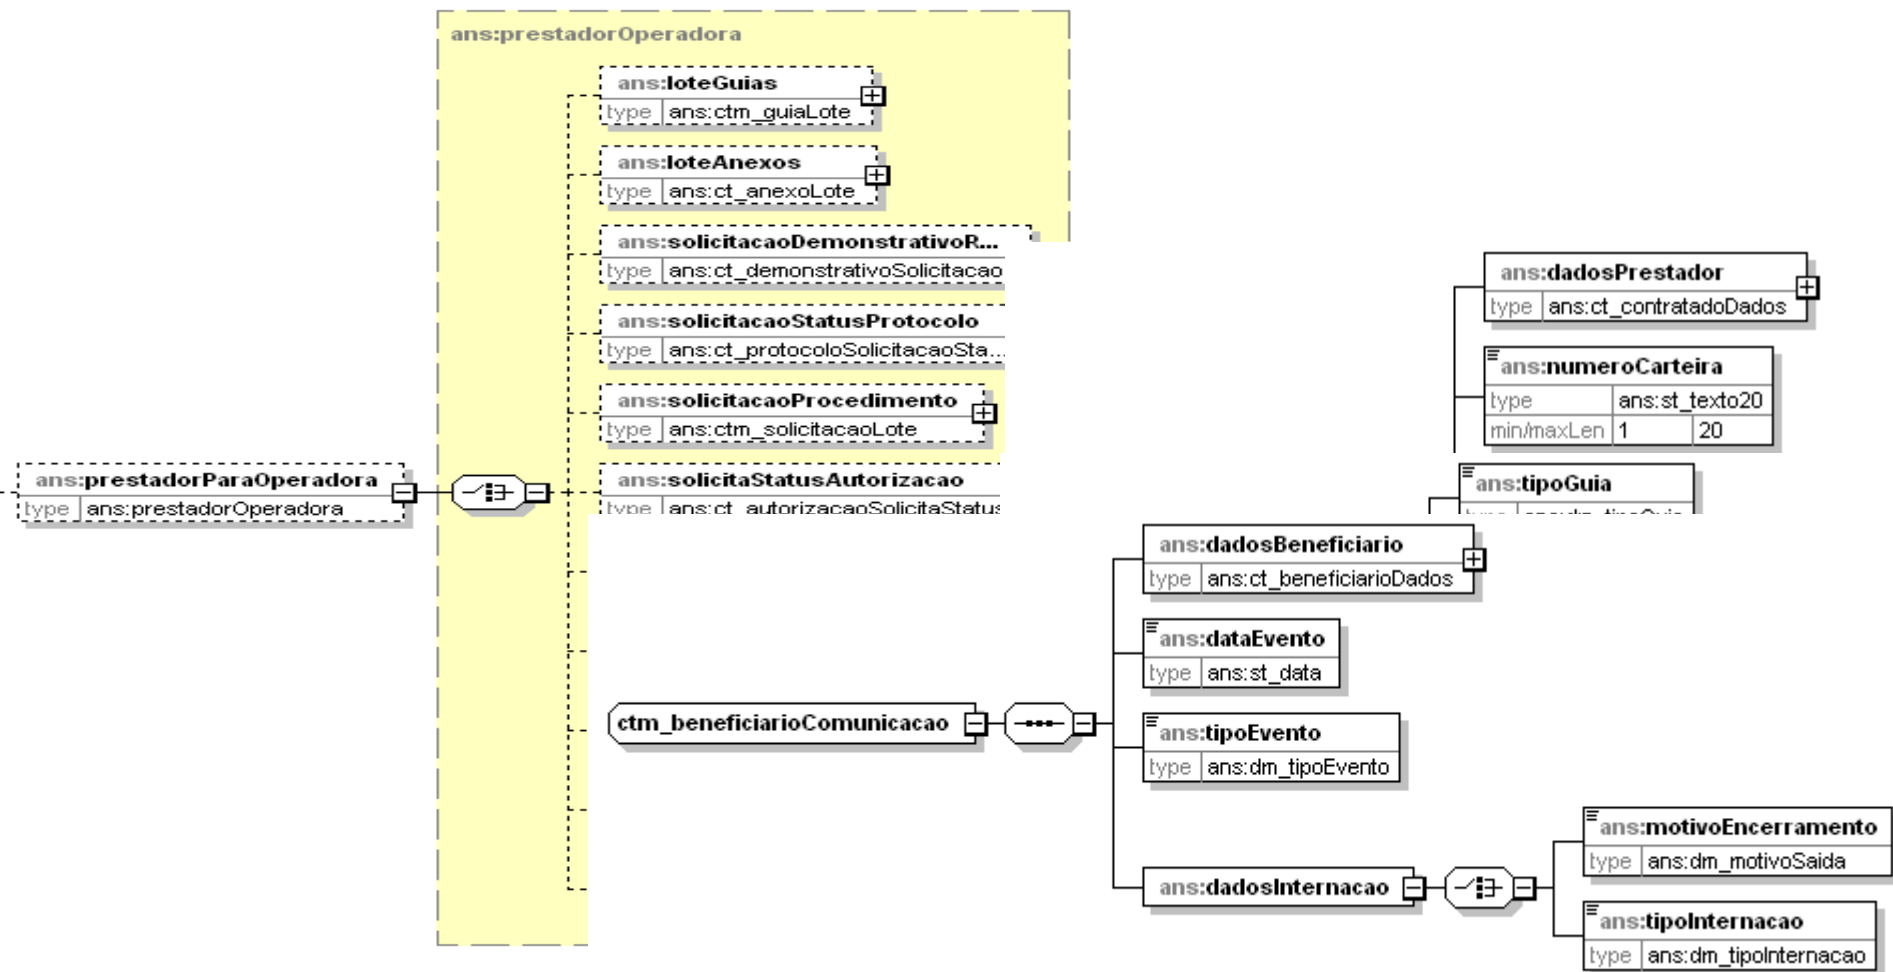 ans:prestadorOperadora
ans:loteGuias
type ans:ctm_guiaLote
ans:loteAnexos
type ans:ct_anexoLote
ans:solicitacaoDemonstrativoR...
type ans:ct_demonstrativoSolicitacao
ans:solicitacaoStatusProtocolo
type ans:ct_protocoloSolicitacaoSta...
ans:solicitacaoProcedimento
type ans:ctm_solicitacaoLote
ans:solicitaStatusAutorizacao
type ans:ct_autorizacaoSolicitaStatus
ans:prestadorParaOperadora
type ans:prestadorOperadora
ans:dadosPrestador
type ans:ct_contratadoDados
ans:numeroCarteira
type ans:st_texto20
min/maxLen 1 20
ans:tipoGuia
ans:dadosBeneficiario
type ans:ct_beneficiarioDados
ans:dataEvento
type ans:st_data
ctm_beneficiarioComunicacao
ans:tipoEvento
type ans:dm_tipoEvento
ans:dadosInternacao
ans:motivoEncerramento
type ans:dm_motivoSaida
ans:tipoInternacao
type ans:dm_tipoInternacao